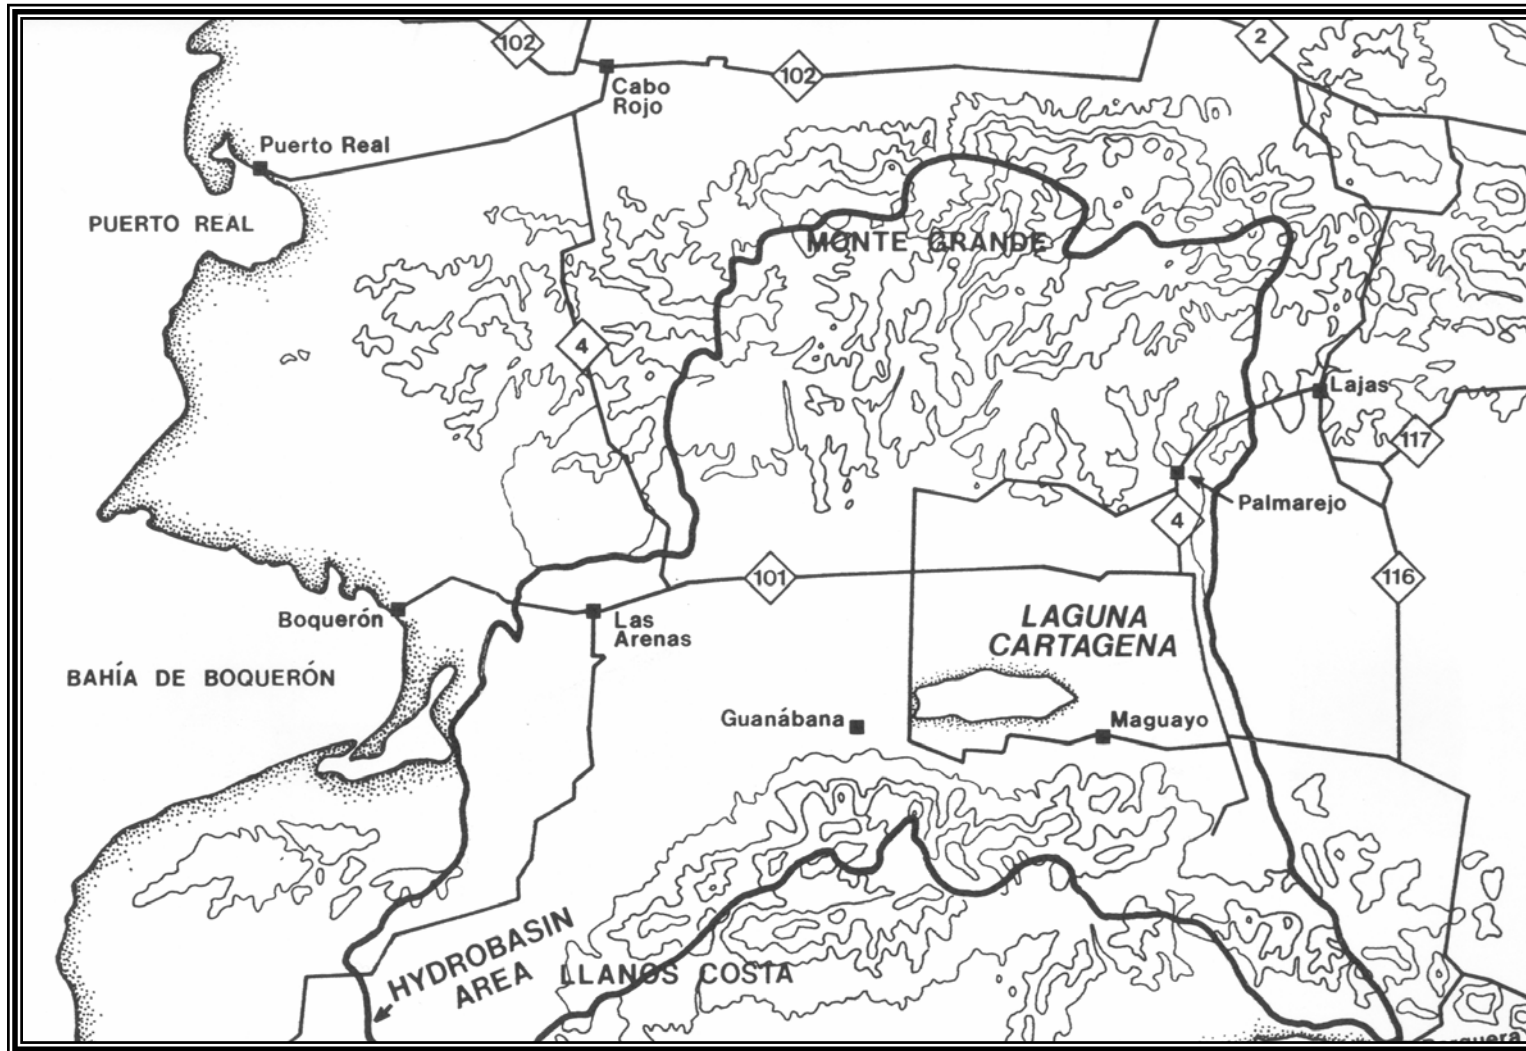 102
2
Cabo
Rojo
102
Puerto Real
PUERTO REAL
MONTE GRANDE
4
Lajas
117
Palmarejo
4
101
116
Boquerón
Las
Arenas
LAGUNA
CARTAGENA
BAHÍA DE BOQUERÓN
Guanábana
Maguayo
HYDROBASIN
AREA
LLANOS COSTA